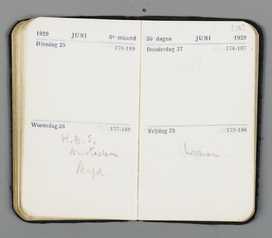 1929 JUNI 6e maand
Dinsdag 25 176-189
Woensdag 26 177-188
H.B.S.
Amsterdam
30 dagen JUNI 1929
Donderdag 27 178-187
Vrijdag 28 179-186